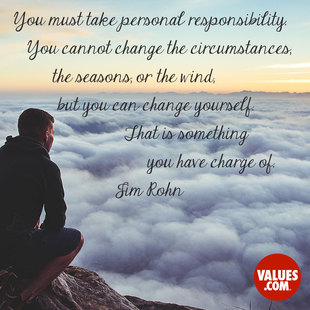 You must take personal responsibility.
You cannot change the circumstances,
the seasons, or the wind,
but you can change yourself.
That is something
you have charge of.
Jim Rohn
VALUES
.COM